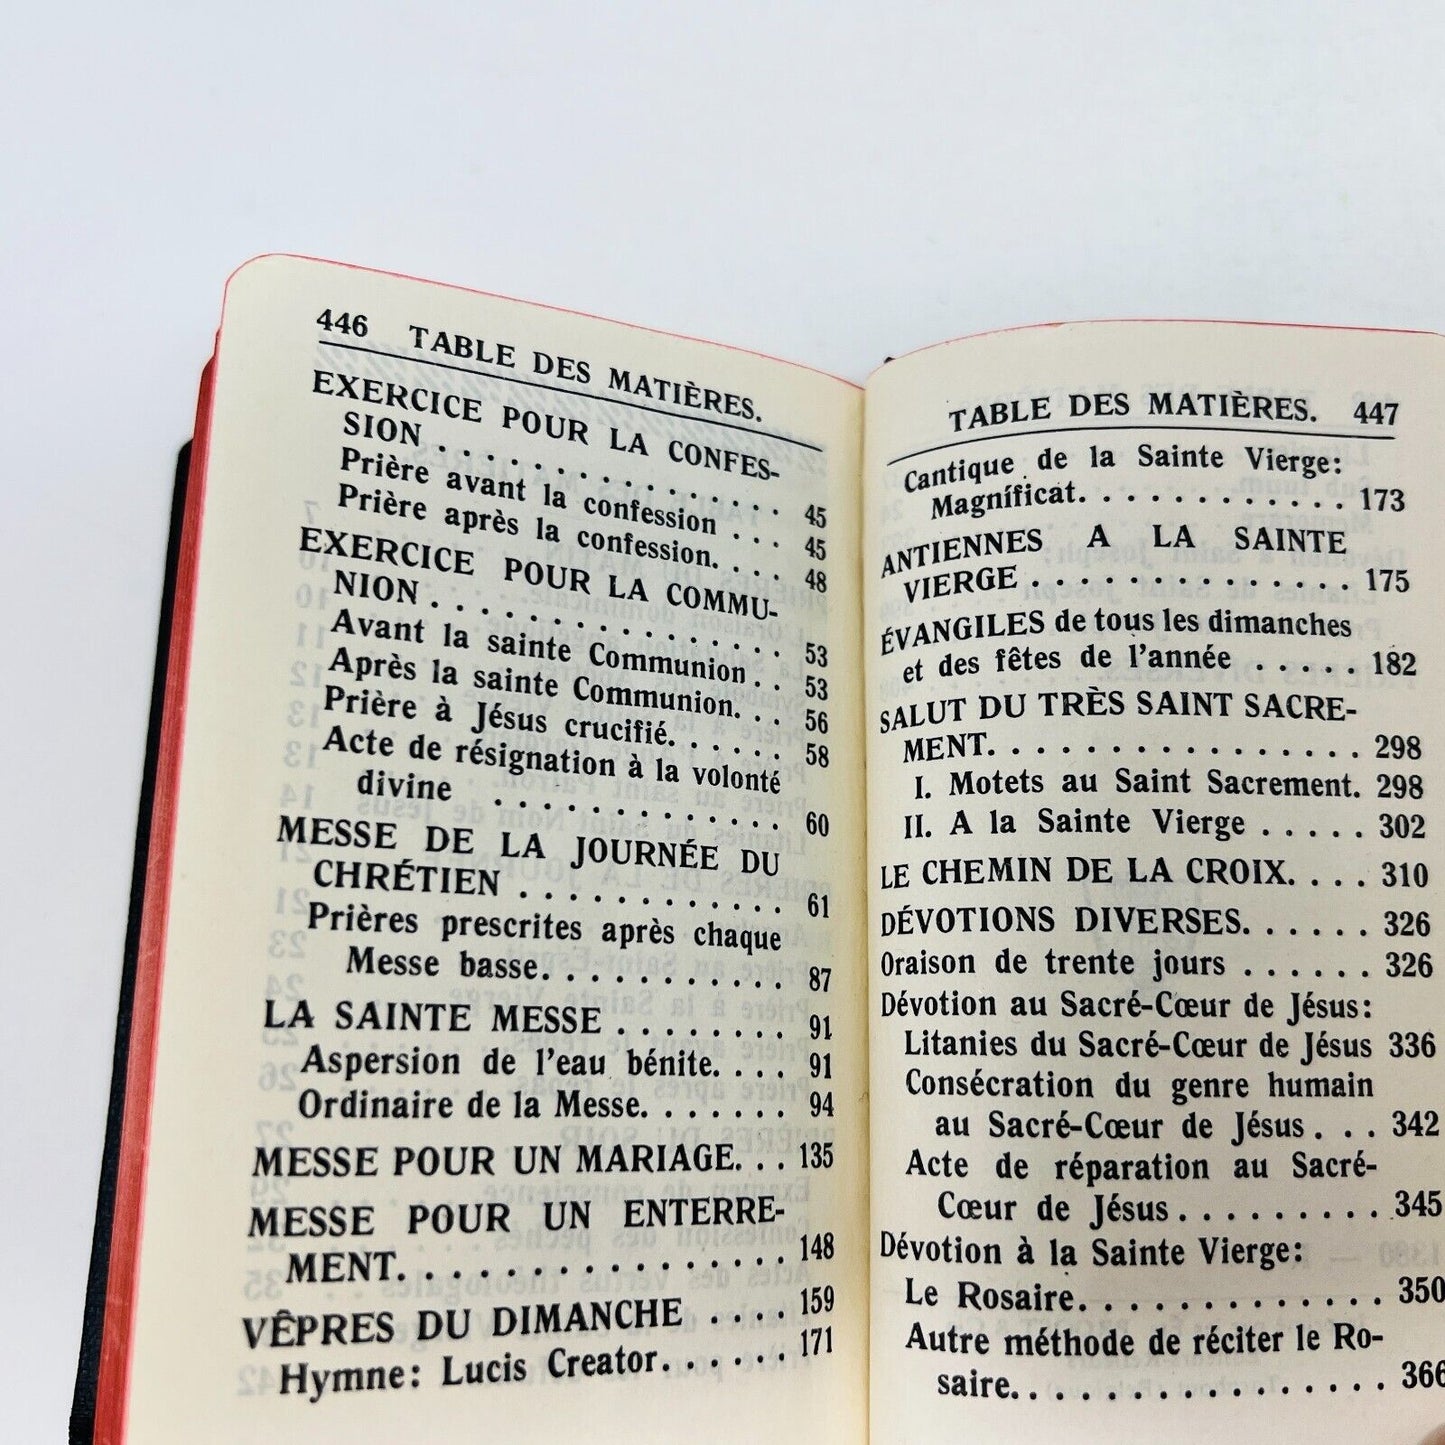 446 TABLE DES MATIÈRES.
EXERCICE POUR LA CONFES-
SION . . . . . . . . . . . . 45
Prière avant la confession . . . 45
Prière après la confession. . . . 48
EXERCICE POUR LA COMMU-
NION . . . . . . . . . . . . . 53
Avant la sainte Communion . . 53
Après la sainte Communion. . . 56
Prière à Jésus crucifié. . . . . . 58
Acte de résignation à la volonté
divine . . . . . . . . . . . . 60
MESSE DE LA JOURNÉE DU
CHRÉTIEN . . . . . . . . . . . . 61
Prières prescrites après chaque
Messe basse. . . . . . . . . . . 87
LA SAINTE MESSE . . . . . . . . 91
Aspersion de l'eau bénite. . . . 91
Ordinaire de la Messe. . . . . . . 94
MESSE POUR UN MARIAGE. . . 135
MESSE POUR UN ENTERRE-
MENT. . . . . . . . . . . . . . . . 148
VÊPRES DU DIMANCHE . . . . 159
Hymne: Lucis Creator. . . . . . 171
TABLE DES MATIÈRES. 447
Cantique de la Sainte Vierge:
Magníficat. . . . . . . . . . . . 173
ANTIENNES A LA SAINTE
VIERGE . . . . . . . . . . . . . . 175
ÉVANGILES de tous les dimanches
et des fêtes de l'année . . . . . 182
SALUT DU TRÈS SAINT SACRE-
MENT. . . . . . . . . . . . . . . . 298
I. Motets au Saint Sacrement. 298
II. A la Sainte Vierge . . . . . 302
LE CHEMIN DE LA CROIX. . . . 310
DÉVOTIONS DIVERSES. . . . . . 326
Oraison de trente jours . . . . . . 326
Dévotion au Sacré-Cœur de Jésus:
Litanies du Sacré-Cœur de Jésus 336
Consécration du genre humain
au Sacré-Cœur de Jésus . . . 342
Acte de réparation au Sacré-
Cœur de Jésus . . . . . . . . . 345
Dévotion à la Sainte Vierge:
Le Rosaire. . . . . . . . . . . . . 350
Autre méthode de réciter le Ro-
saire. . . . . . . . . . . . . . . . 366